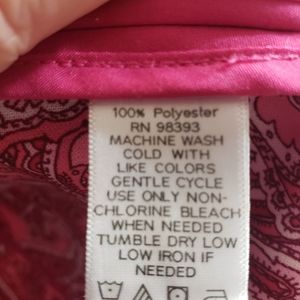 100% Polyester
RN 98393
MACHINE WASH
COLD WITH
LIKE COLORS
GENTLE CYCLE
USE ONLY NON-
CHLORINE BLEACH
WHEN NEEDED
TUMBLE DRY LOW
LOW IRON IF
NEEDED